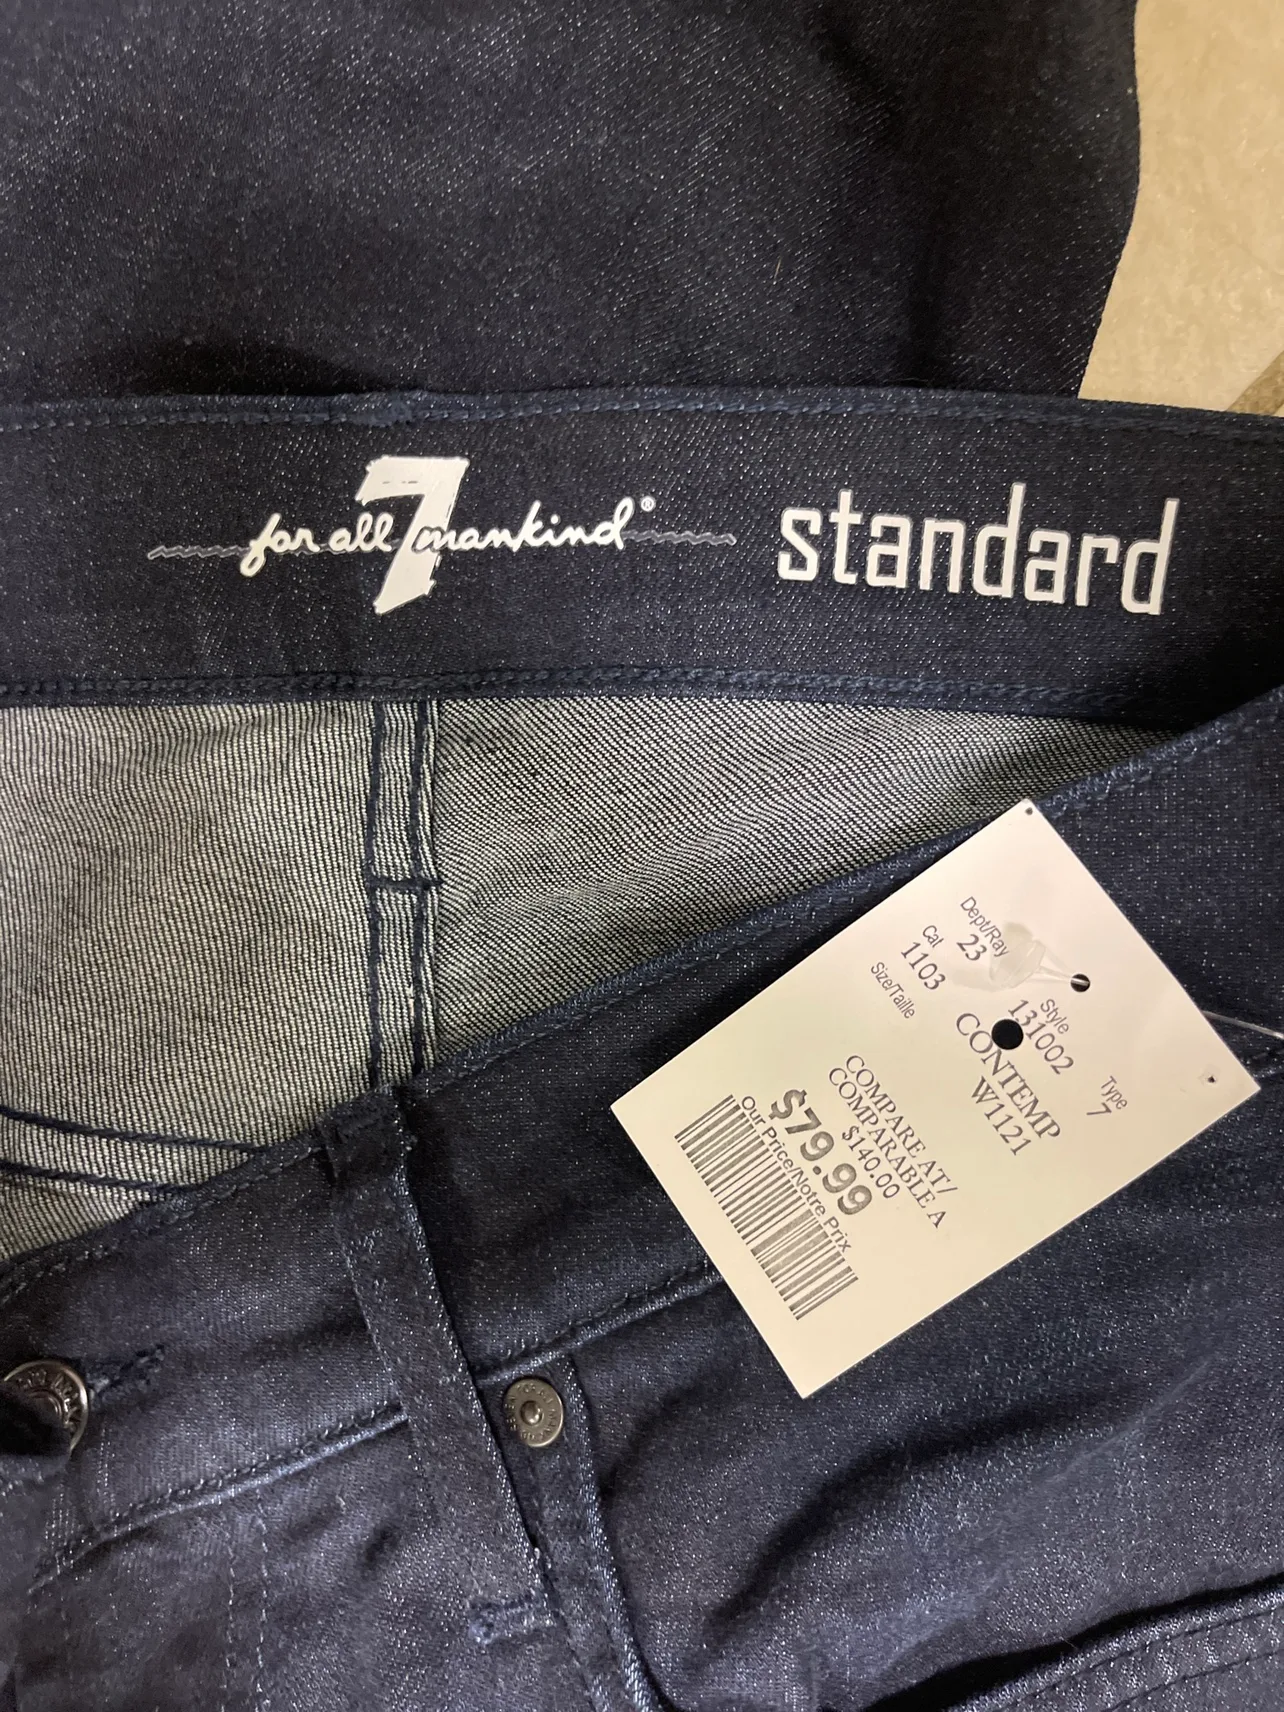 for all 7 mankind®
standard
Dept/Ray
23
Cat
1103
Size/Taille
Style
131002
Type
7
CONTEMP
W1121
COMPARE AT/
COMPARABLE A
$140.00
$79.99
Our Price/Notre Prix